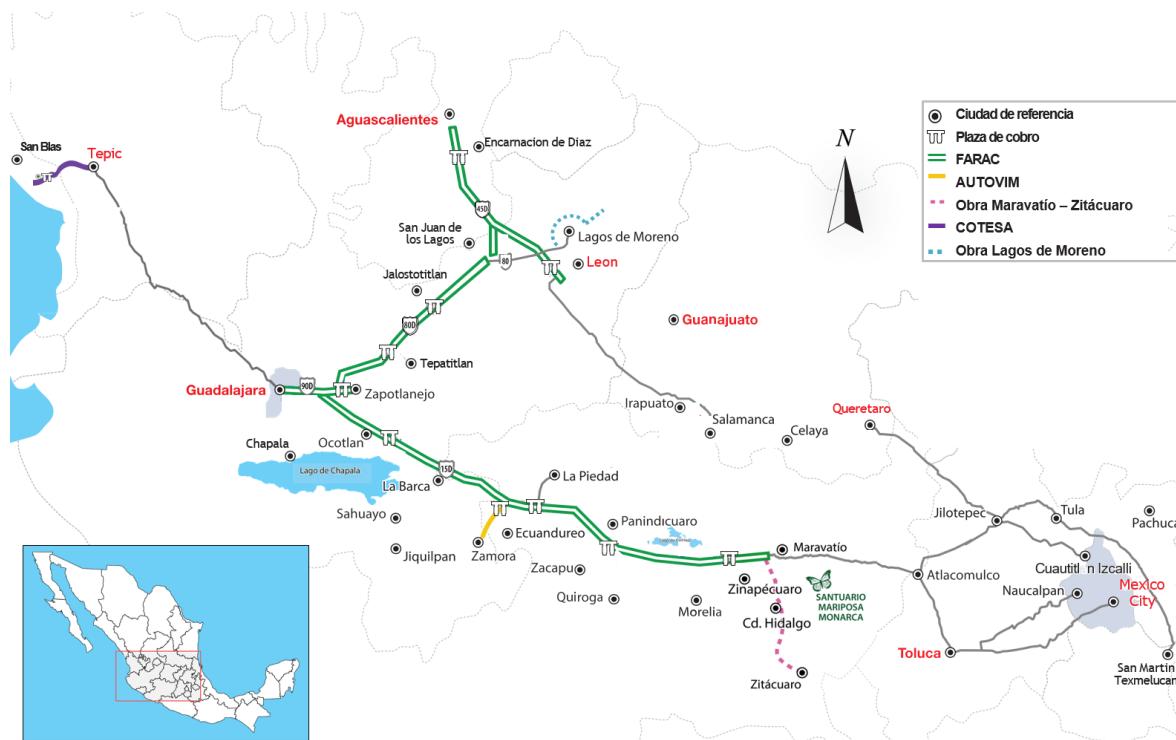 N
Ciudad de referencia
Plaza de cobro
FARAC
AUTOVIM
Obra Maravatío – Zitácuaro
COTESA
Obra Lagos de Moreno
Aguascalientes
Encarnacion de Diaz
San Blas
Tepic
45D
San Juan de
los Lagos
Lagos de Moreno
80
Leon
Jalostotitlan
80D
Guanajuato
Tepatitlan
Guadalajara
90D
Zapotlanejo
Irapuato
Salamanca
Queretaro
Celaya
Ocotlan
Chapala
Lago de Chapala
15D
La Barca
La Piedad
Sahuayo
Panindicuaro
Ecuandureo
Jiquilpan
Zamora
Zacapu
Quiroga
Morelia
Maravatío
Zinapécuaro
SANTUARIO
MARIPOSA
MONARCA
Cd. Hidalgo
Zitácuaro
Jilotepec
Tula
Pachuca
Atlacomulco
Cuautitl n Izcalli
Naucalpan
Mexico
City
Toluca
San Martin
Texmelucan